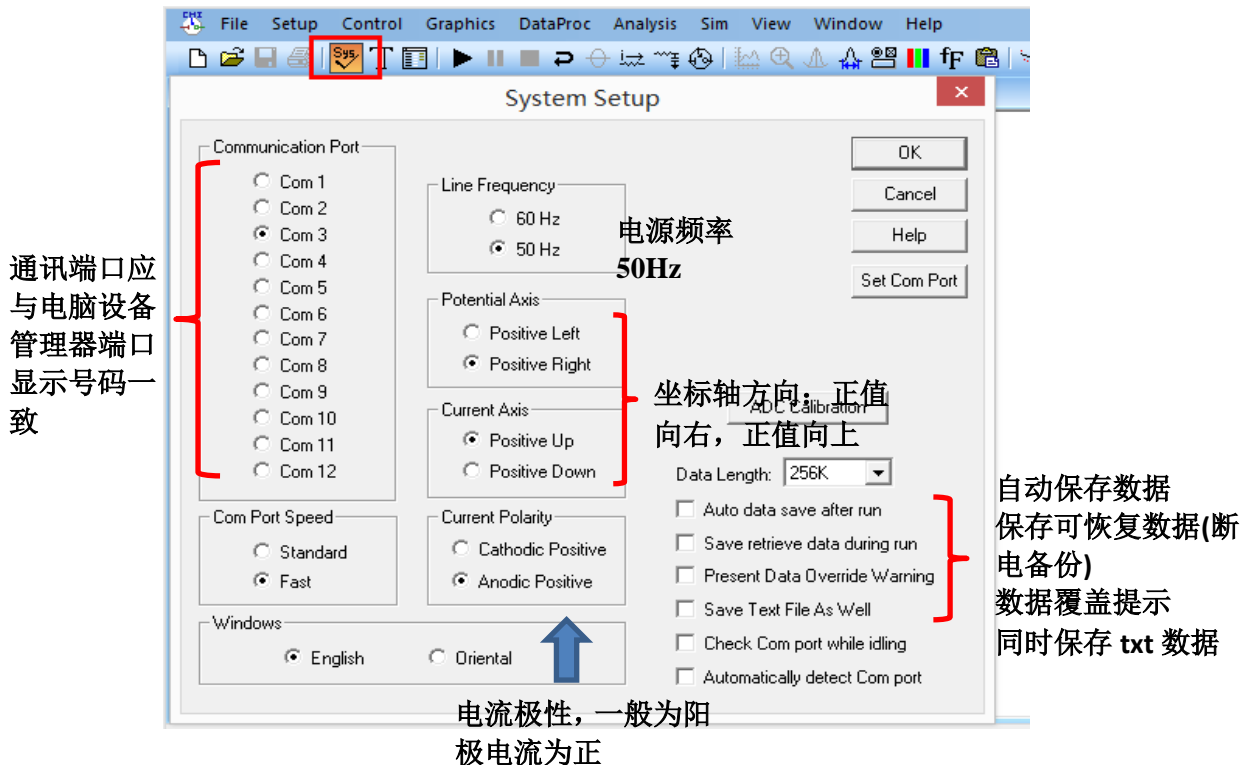 File Setup Control Graphics DataProc Analysis Sim View Window Help
Sys T fF
System Setup
Communication Port
Com 1
Com 2
Com 3
Com 4
Com 5
Com 6
Com 7
Com 8
Com 9
Com 10
Com 11
Com 12
通讯端口应
与电脑设备
管理器端口
显示号码一
致
Com Port Speed
Standard
Fast
Windows
English Oriental
Line Frequency
60 Hz
50 Hz
电源频率
50Hz
Potential Axis
Positive Left
Positive Right
Current Axis
Positive Up
Positive Down
坐标轴方向：正值
向右，正值向上
Current Polarity
Cathodic Positive
Anodic Positive
电流极性，一般为阳
极电流为正
OK
Cancel
Help
Set Com Port
ADC Calibration
Data Length: 256K
Auto data save after run
Save retrieve data during run
Present Data Override Warning
Save Text File As Well
Check Com port while idling
Automatically detect Com port
自动保存数据
保存可恢复数据(断
电备份)
数据覆盖提示
同时保存 txt 数据